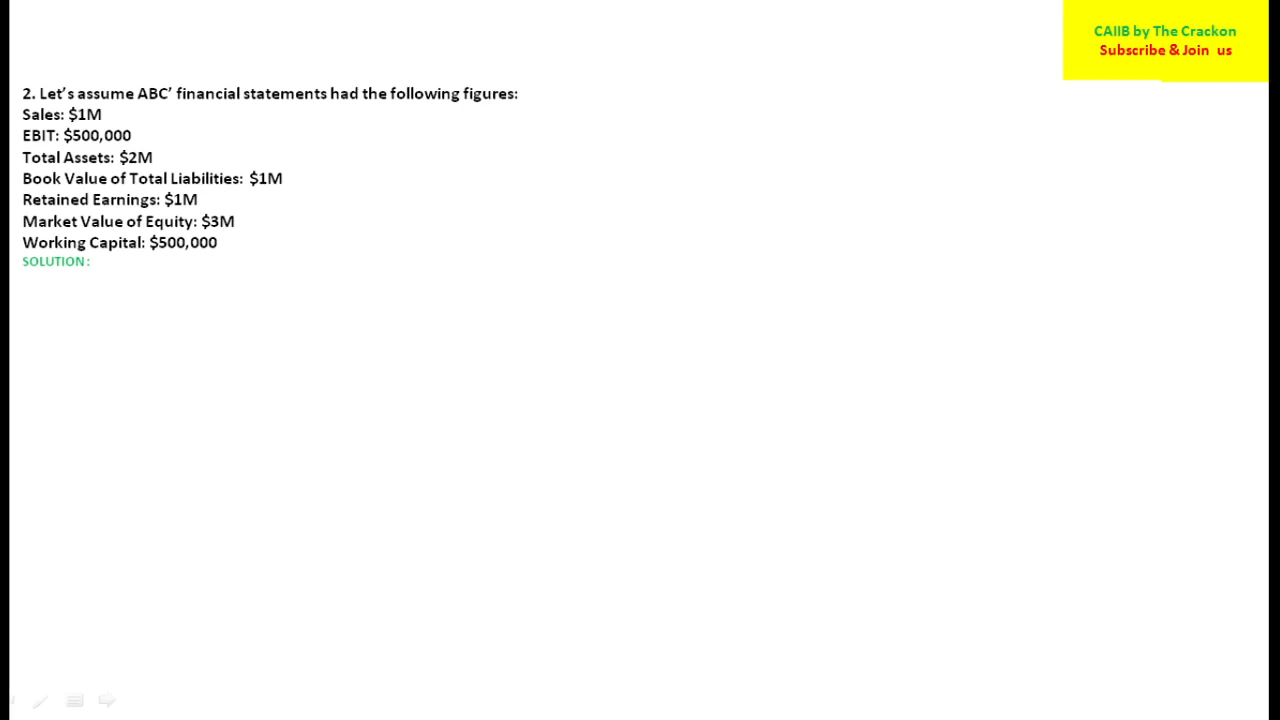 CAIIB by The Crackon
Subscribe & Join us
2. Let’s assume ABC’ financial statements had the following figures:
Sales: $1M
EBIT: $500,000
Total Assets: $2M
Book Value of Total Liabilities: $1M
Retained Earnings: $1M
Market Value of Equity: $3M
Working Capital: $500,000
SOLUTION :